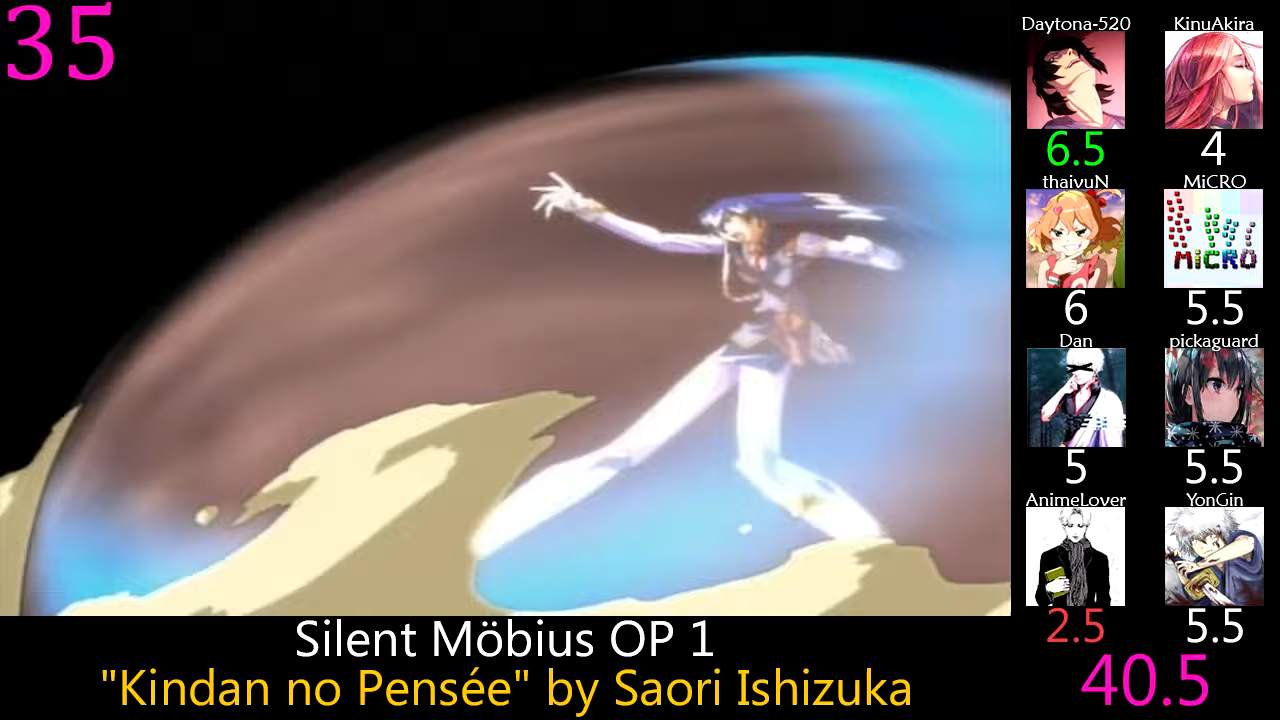 35
Daytona-520
KinuAkira
6.5
4
thaivuN
MiCRO
MiCRO
6
5.5
Dan
pickaguard
5
5.5
AnimeLover
YonGin
2.5
5.5
40.5
Silent Möbius OP 1
"Kindan no Pensée" by Saori Ishizuka